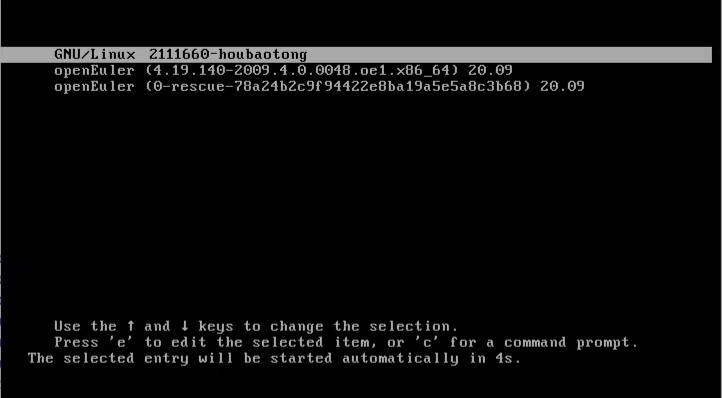 GNU/Linux 2111660-houbaotong
openEuler (4.19.140-2009.4.0.0048.oe1.x86_64) 20.09
openEuler (0-rescue-78a24b2c9f94422e8ba19a5e5a8c3b68) 20.09
Use the ↑ and ↓ keys to change the selection.
Press 'e' to edit the selected item, or 'c' for a command prompt.
The selected entry will be started automatically in 4s.